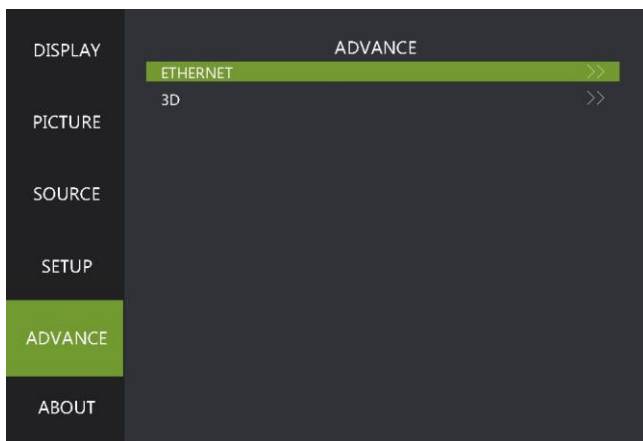 DISPLAY
PICTURE
SOURCE
SETUP
ADVANCE
ABOUT
ADVANCE
ETHERNET >>
3D >>